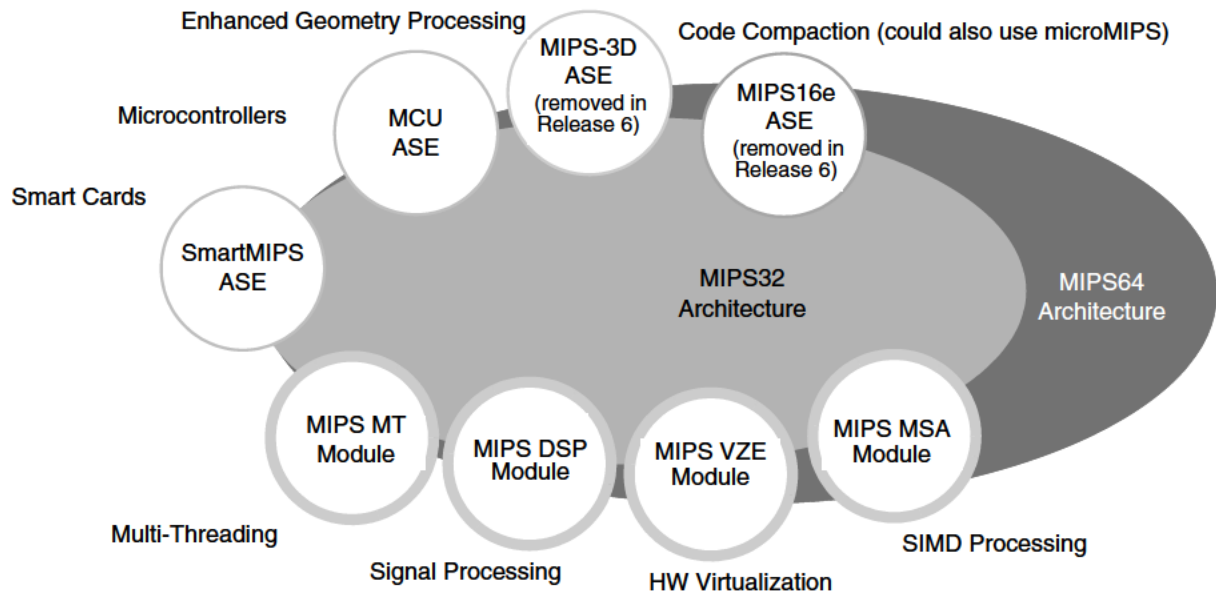 Enhanced Geometry Processing
Code Compaction (could also use microMIPS)
MIPS-3D
ASE
(removed in
Release 6)
MIPS16e
ASE
(removed in
Release 6)
Microcontrollers
MCU
ASE
Smart Cards
SmartMIPS
ASE
MIPS32
Architecture
MIPS64
Architecture
MIPS MT
Module
MIPS DSP
Module
MIPS VZE
Module
MIPS MSA
Module
Multi-Threading
Signal Processing
HW Virtualization
SIMD Processing